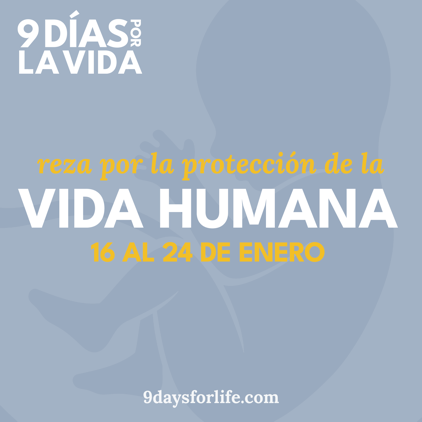 9 DÍAS POR
LA VIDA
reza por la protección de la
VIDA HUMANA
16 AL 24 DE ENERO
9daysforlife.com